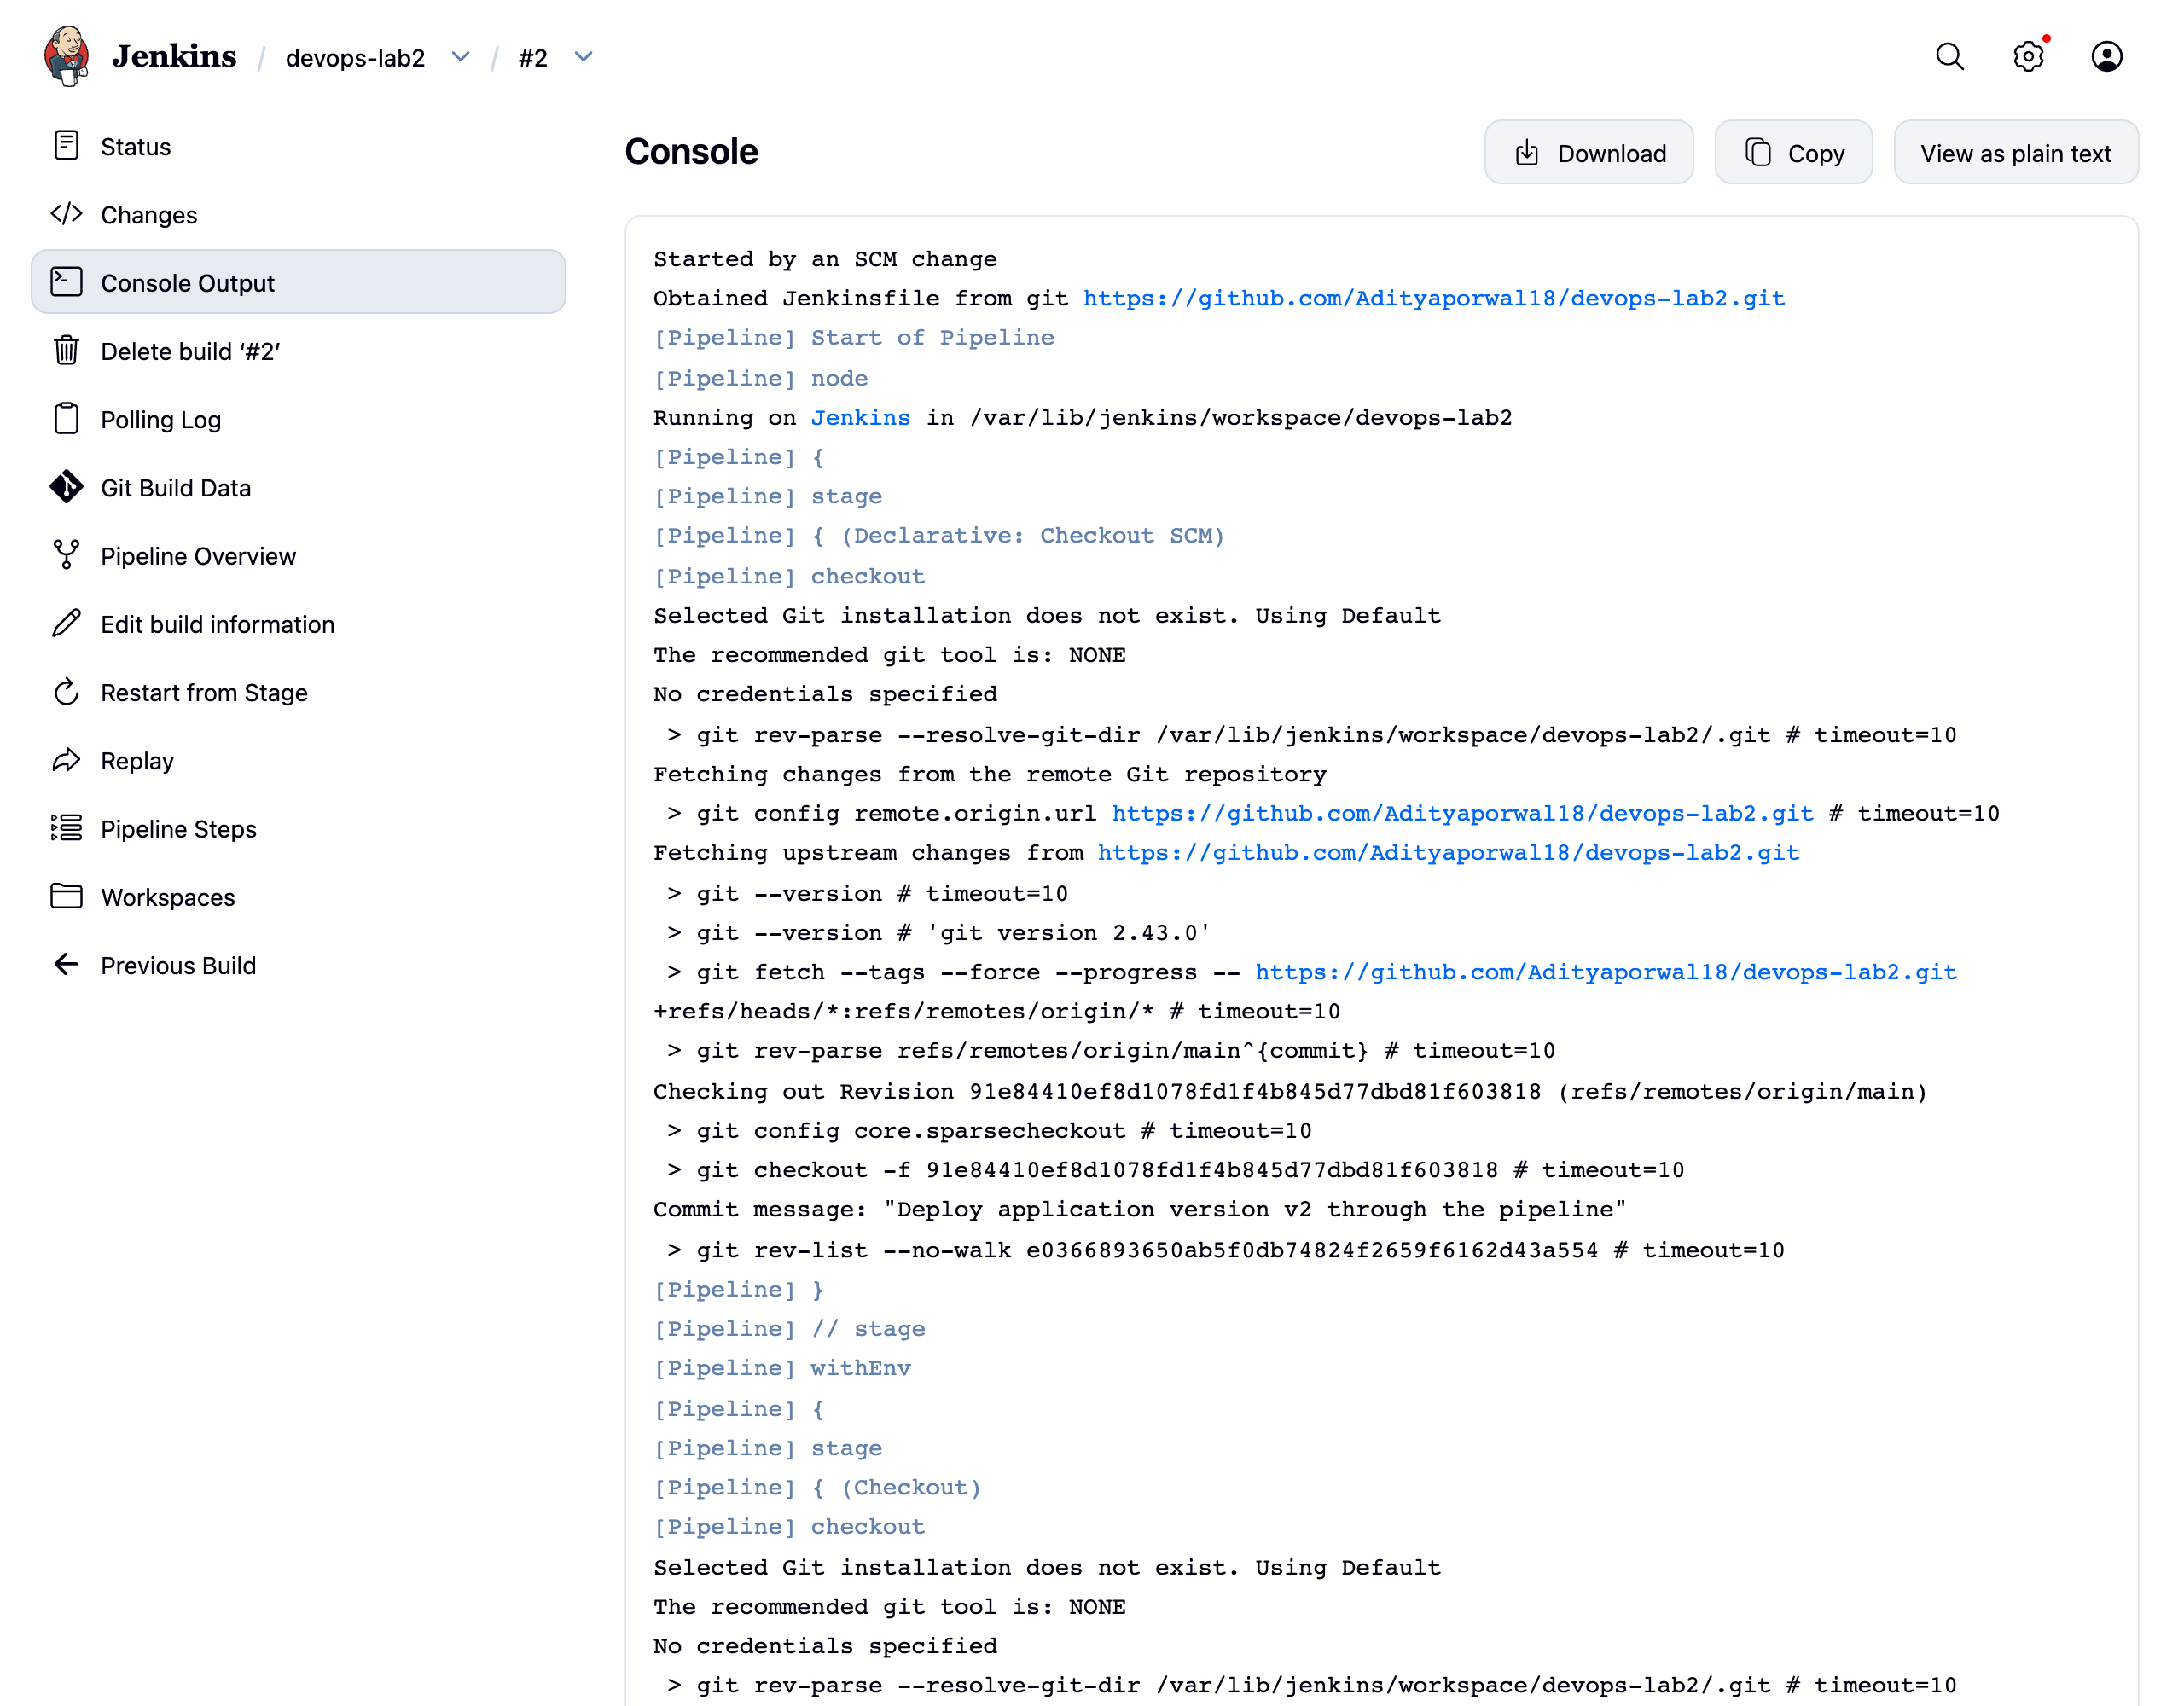 Jenkins / devops-lab2 / #2
Status
Changes
Console Output
Delete build ‘#2’
Polling Log
Git Build Data
Pipeline Overview
Edit build information
Restart from Stage
Replay
Pipeline Steps
Workspaces
Previous Build
Console
Download
Copy
View as plain text
Started by an SCM change
Obtained Jenkinsfile from git https://github.com/Adityaporwal18/devops-lab2.git
[Pipeline] Start of Pipeline
[Pipeline] node
Running on Jenkins in /var/lib/jenkins/workspace/devops-lab2
[Pipeline] {
[Pipeline] stage
[Pipeline] { (Declarative: Checkout SCM)
[Pipeline] checkout
Selected Git installation does not exist. Using Default
The recommended git tool is: NONE
No credentials specified
 > git rev-parse --resolve-git-dir /var/lib/jenkins/workspace/devops-lab2/.git # timeout=10
Fetching changes from the remote Git repository
 > git config remote.origin.url https://github.com/Adityaporwal18/devops-lab2.git # timeout=10
Fetching upstream changes from https://github.com/Adityaporwal18/devops-lab2.git
 > git --version # timeout=10
 > git --version # 'git version 2.43.0'
 > git fetch --tags --force --progress -- https://github.com/Adityaporwal18/devops-lab2.git
+refs/heads/*:refs/remotes/origin/* # timeout=10
 > git rev-parse refs/remotes/origin/main^{commit} # timeout=10
Checking out Revision 91e84410ef8d1078fd1f4b845d77dbd81f603818 (refs/remotes/origin/main)
 > git config core.sparsecheckout # timeout=10
 > git checkout -f 91e84410ef8d1078fd1f4b845d77dbd81f603818 # timeout=10
Commit message: "Deploy application version v2 through the pipeline"
 > git rev-list --no-walk e0366893650ab5f0db74824f2659f6162d43a554 # timeout=10
[Pipeline] }
[Pipeline] // stage
[Pipeline] withEnv
[Pipeline] {
[Pipeline] stage
[Pipeline] { (Checkout)
[Pipeline] checkout
Selected Git installation does not exist. Using Default
The recommended git tool is: NONE
No credentials specified
 > git rev-parse --resolve-git-dir /var/lib/jenkins/workspace/devops-lab2/.git # timeout=10